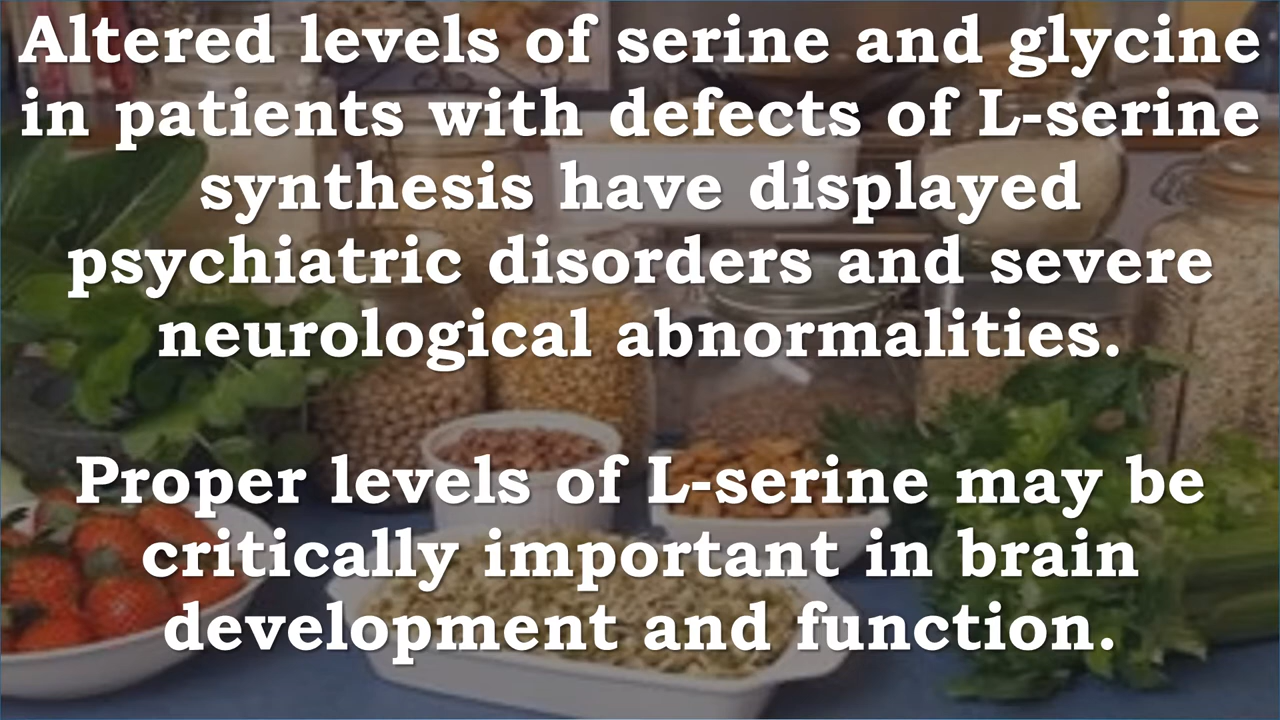 Altered levels of serine and glycine
in patients with defects of L-serine
synthesis have displayed
psychiatric disorders and severe
neurological abnormalities.
Proper levels of L-serine may be
critically important in brain
development and function.